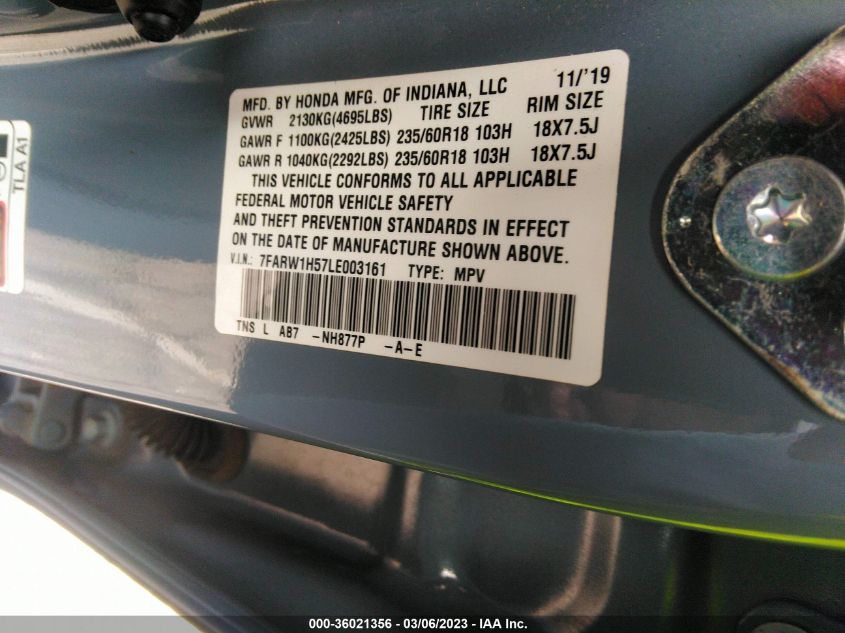 MFD. BY HONDA MFG. OF INDIANA, LLC 11/'19
GVWR 2130KG(4695LBS) TIRE SIZE RIM SIZE
GAWR F 1100KG(2425LBS) 235/60R18 103H 18X7.5J
GAWR R 1040KG(2292LBS) 235/60R18 103H 18X7.5J
THIS VEHICLE CONFORMS TO ALL APPLICABLE
FEDERAL MOTOR VEHICLE SAFETY
AND THEFT PREVENTION STANDARDS IN EFFECT
ON THE DATE OF MANUFACTURE SHOWN ABOVE.
V.I.N.: 7FARW1H57LE003161 TYPE: MPV
TNS L AB7 -NH877P -A-E
TLA A1
000-36021356 - 03/06/2023 - IAA Inc.